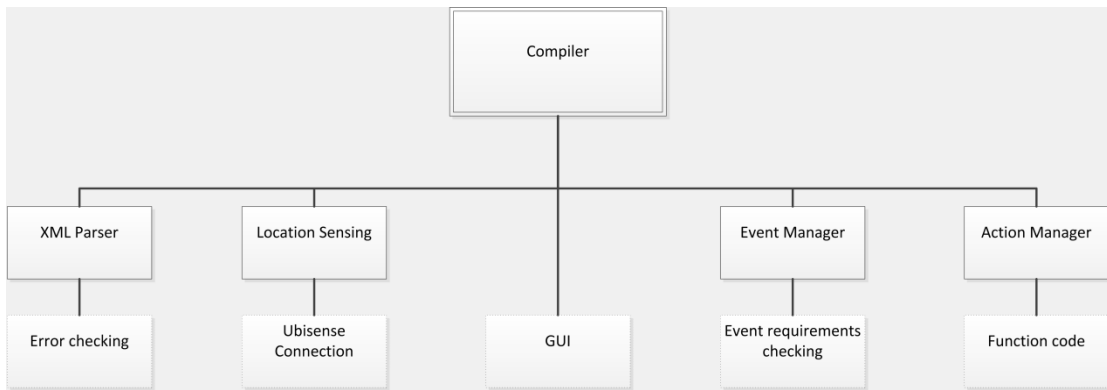 Compiler
XML Parser
Location Sensing
Event Manager
Action Manager
Error checking
Ubisense
Connection
GUI
Event requirements
checking
Function code